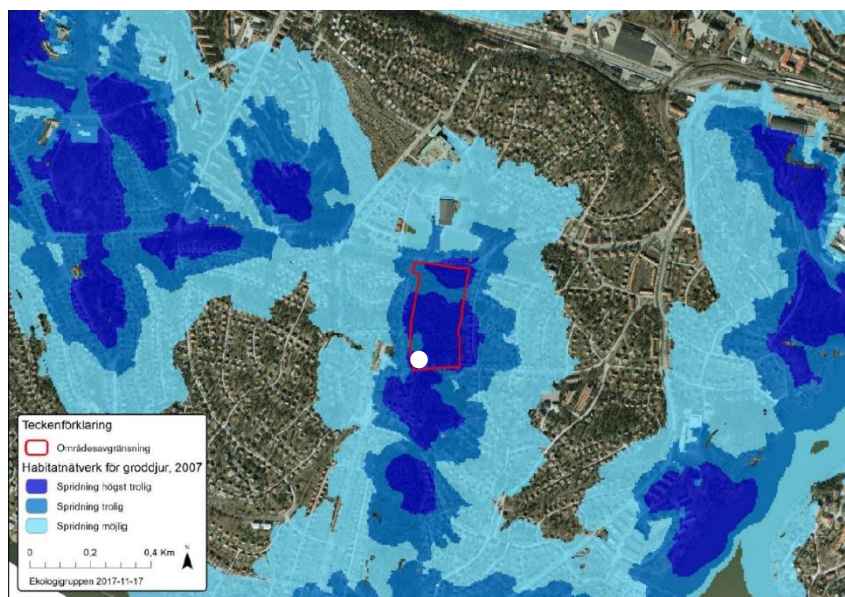 Teckenförklaring
Områdesavgränsning
Habitatnätverk för groddjur, 2007
Spridning högst trolig
Spridning trolig
Spridning möjlig
0 0,2 0,4 Km
N
Ekologigruppen 2017-11-17